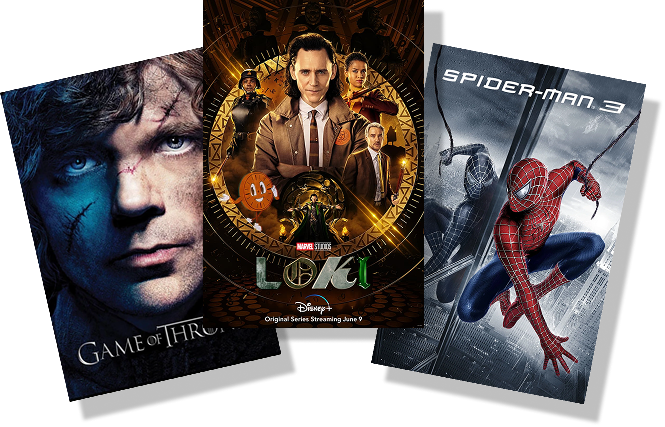 GAME OF THRO
MARVEL STUDIOS
LOKI
Disney+
Original Series Streaming June 9
SPIDER-MAN 3